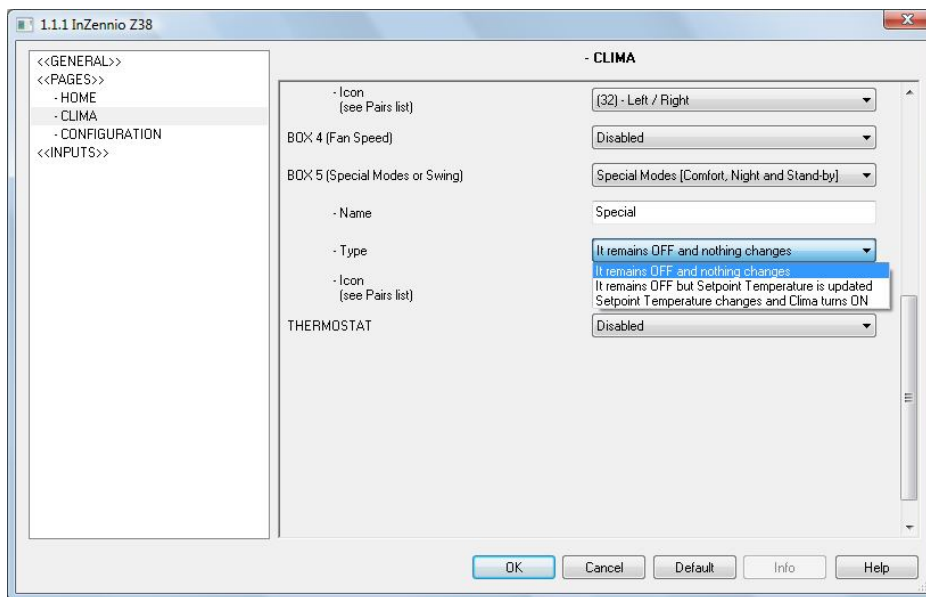 1.1.1 InZennio Z38
<<GENERAL>>
<<PAGES>>
- HOME
- CLIMA
- CONFIGURATION
<<INPUTS>>
- CLIMA
- Icon
(see Pairs list)
(32) - Left / Right
BOX 4 (Fan Speed)
Disabled
BOX 5 (Special Modes or Swing)
Special Modes [Comfort, Night and Stand-by]
- Name
Special
- Type
It remains OFF and nothing changes
It remains OFF and nothing changes
It remains OFF but Setpoint Temperature is updated
Setpoint Temperature changes and Clima turns ON
- Icon
(see Pairs list)
THERMOSTAT
Disabled
OK
Cancel
Default
Info
Help